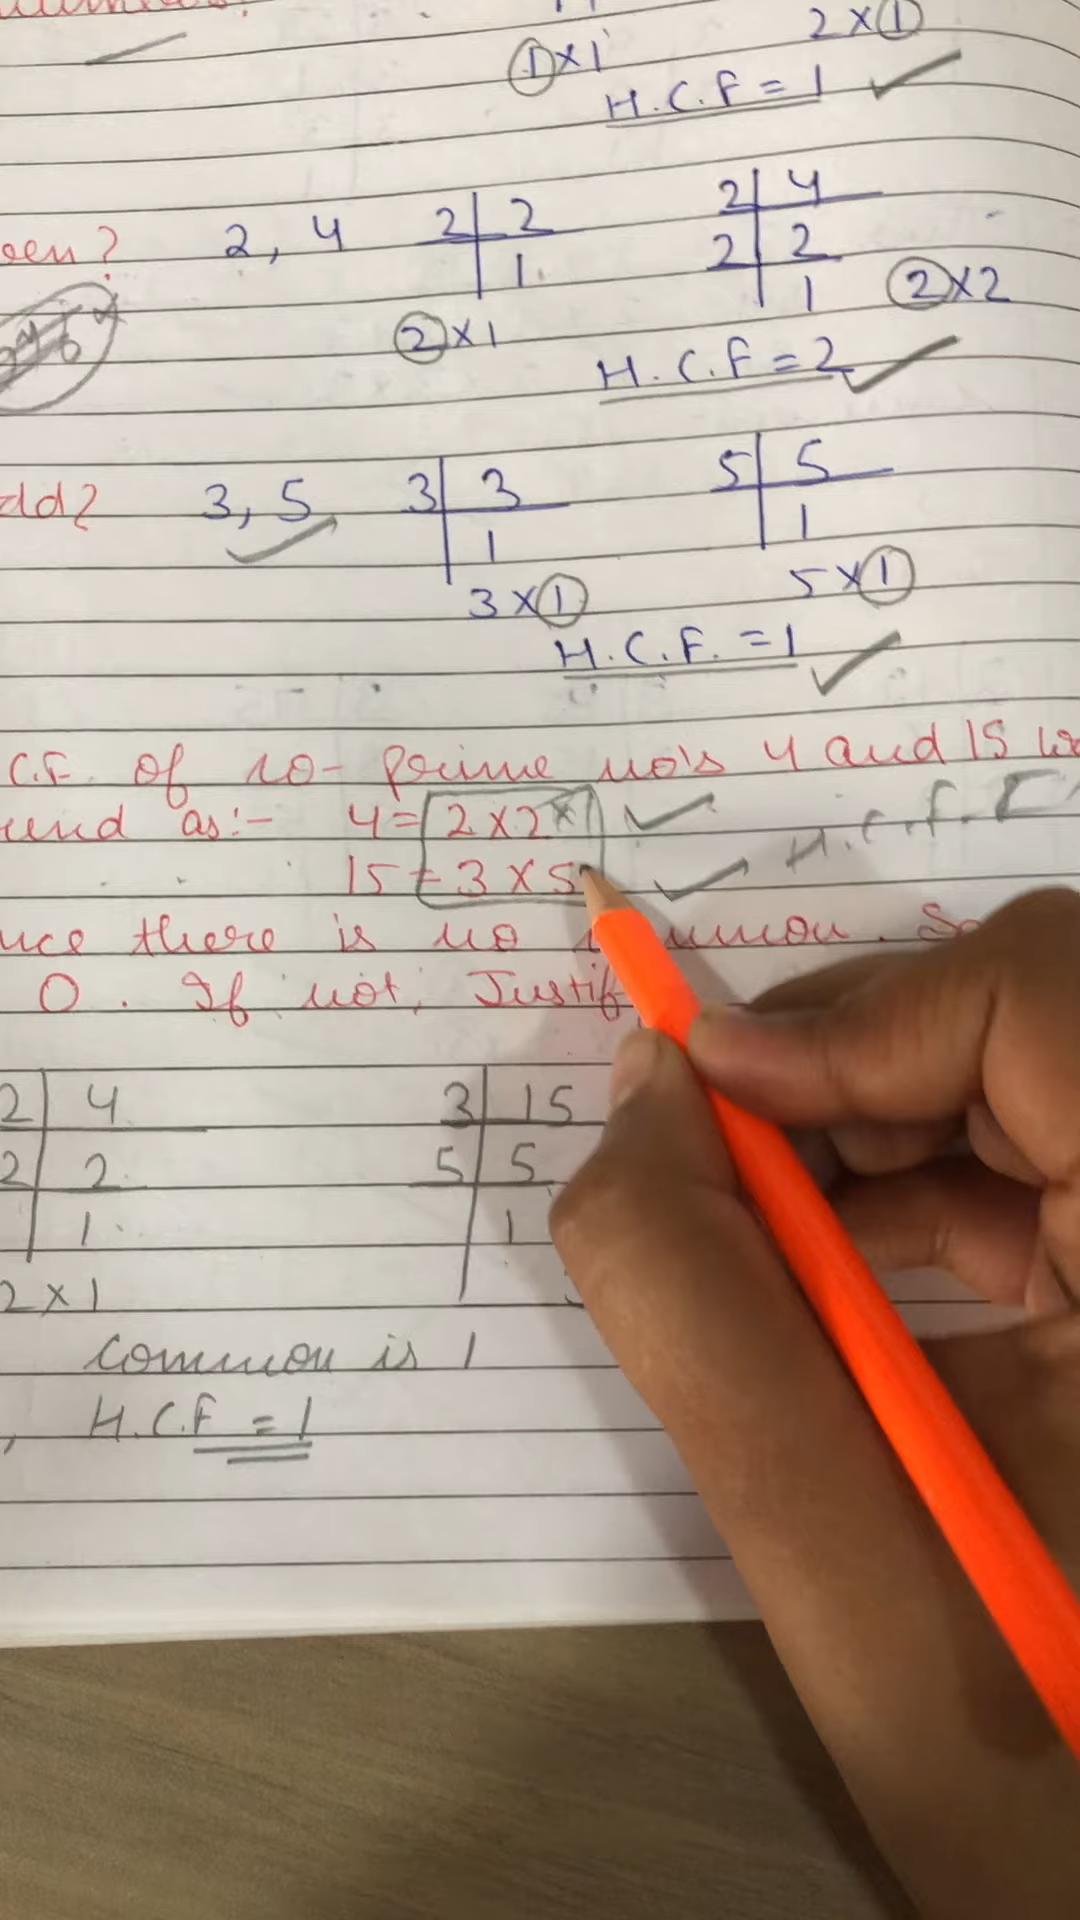 2 × 1
1 × 1
H.C.F = 1
2, 4 2 2 2 4
1 2 2
1 2 × 2
2 × 1
H.C.F = 2
3, 5 3 3 5 5
1 1
3 × 1 5 × 1
H.C.F. = 1
C.F. of co-prime no's 4 and 15
as:- 4 = 2 × 2 × 1
15 = 3 × 5 H.C.F.
there is no
0. If not,
2 4 3 15
2 2 5 5
1 1
2 × 1
common is 1
, H.C.F = 1